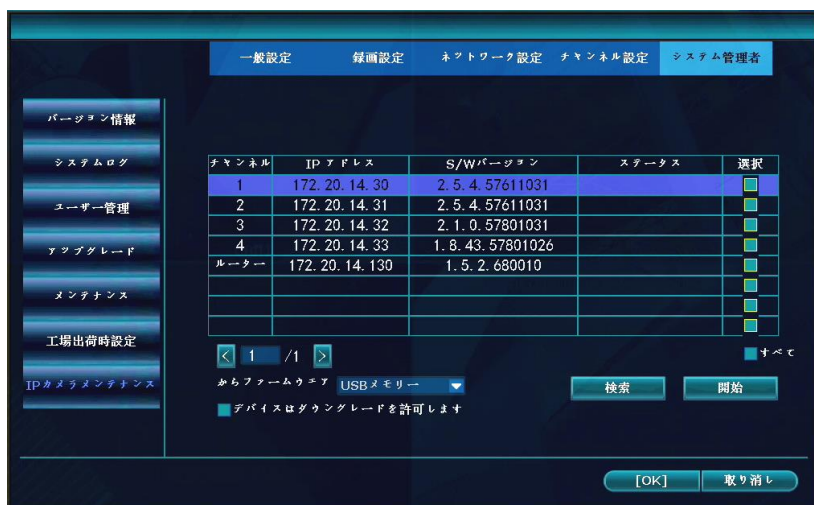 一般設定 録画設定 ネットワーク設定 チャンネル設定 システム管理者
バージョン情報
システムログ
ユーザー管理
アップグレード
メンテナンス
工場出荷時設定
IPカメラメンテナンス
チャンネル IPアドレス S/Wバージョン ステータス 選択
1 172.20.14.30 2.5.4.57611031
2 172.20.14.31 2.5.4.57611031
3 172.20.14.32 2.1.0.57801031
4 172.20.14.33 1.8.43.57801026
ルーター 172.20.14.130 1.5.2.680010
< 1 /1 > すべて
からファームウエア USBメモリー 検索 開始
デバイスはダウングレードを許可します
[OK] 取り消し